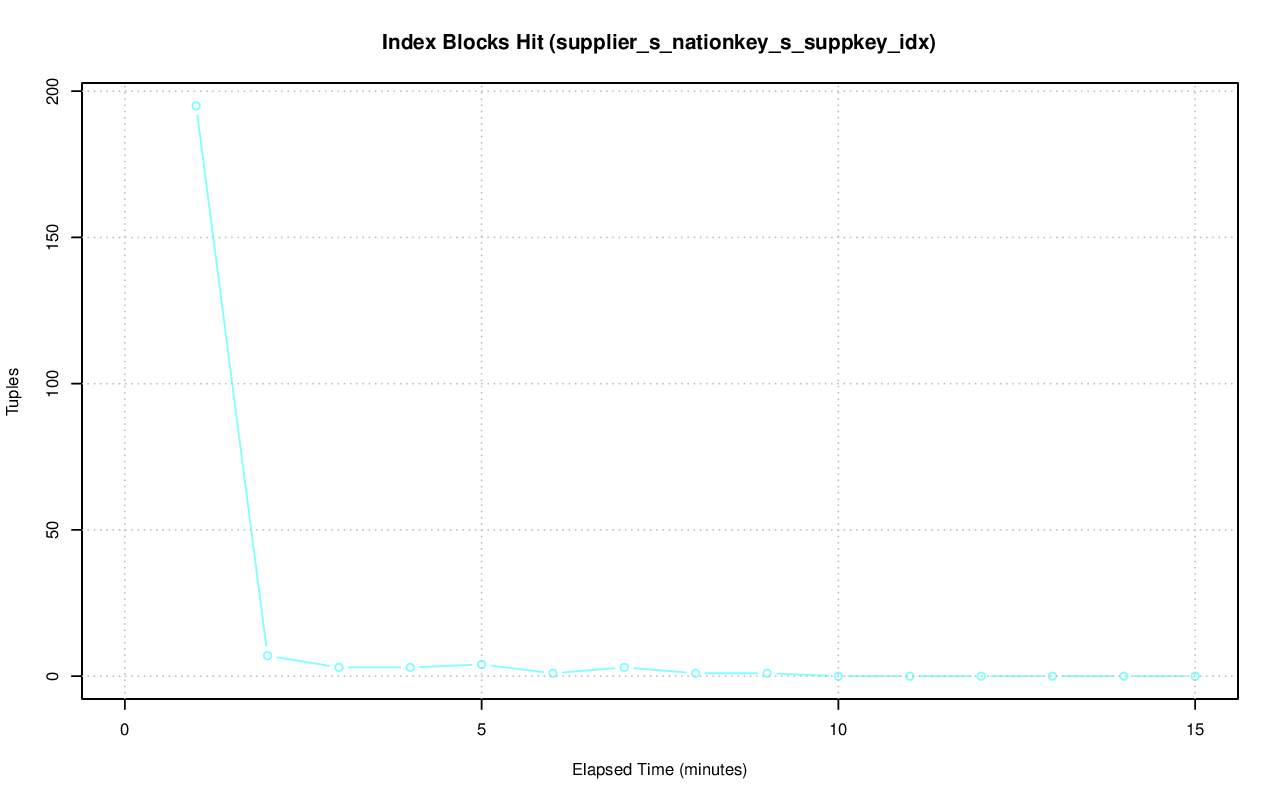 Index Blocks Hit (supplier_s_nationkey_s_suppkey_idx)
200
150
100
50
0
Tuples
0 5 10 15
Elapsed Time (minutes)